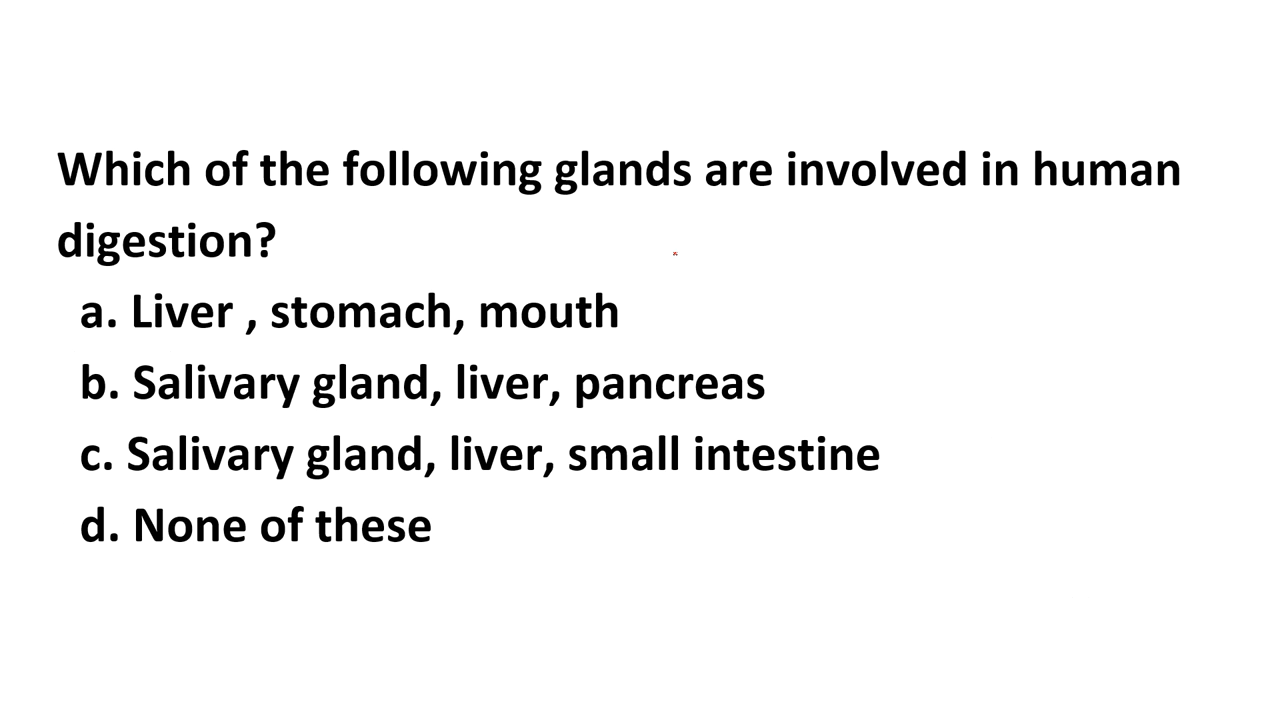 Which of the following glands are involved in human
digestion?
a. Liver , stomach, mouth
b. Salivary gland, liver, pancreas
c. Salivary gland, liver, small intestine
d. None of these